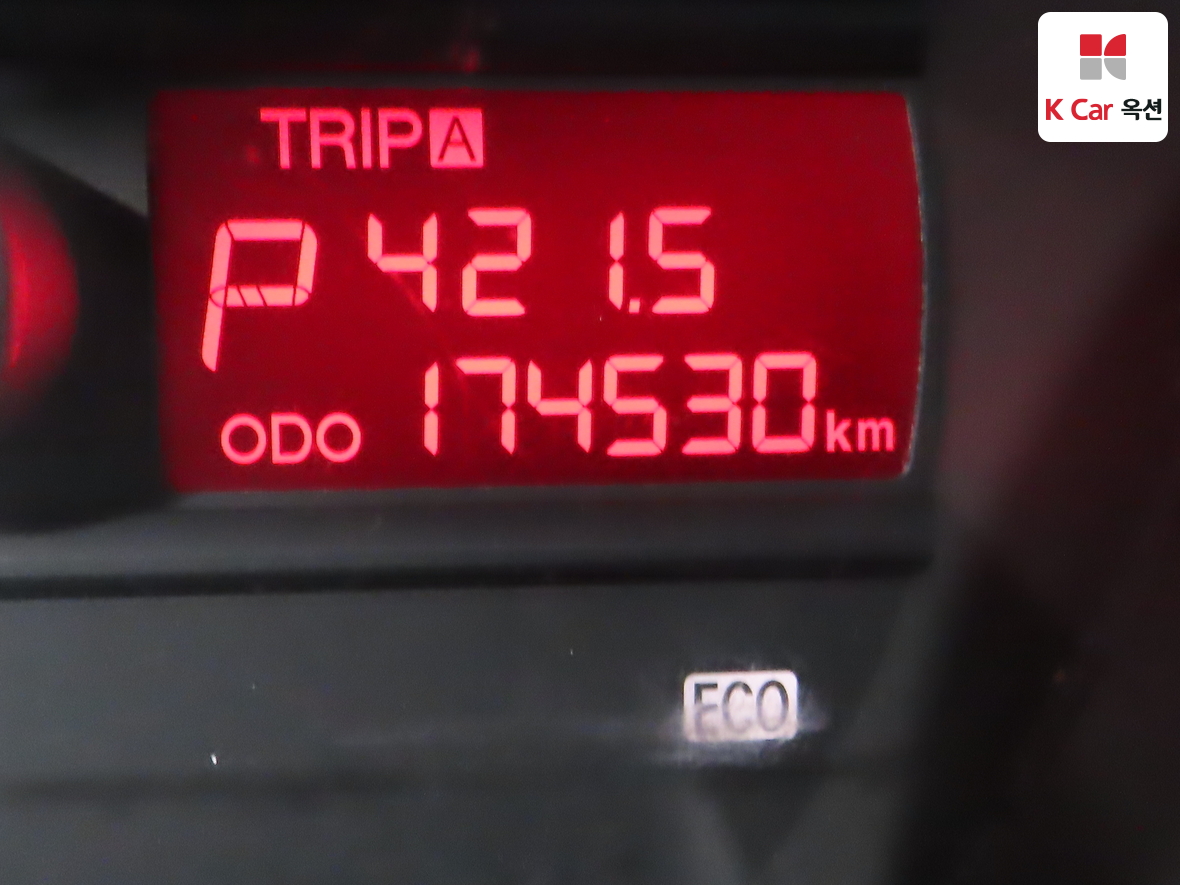 K Car 옥션
TRIP A
P 421.5
ODO 174530 km
ECO